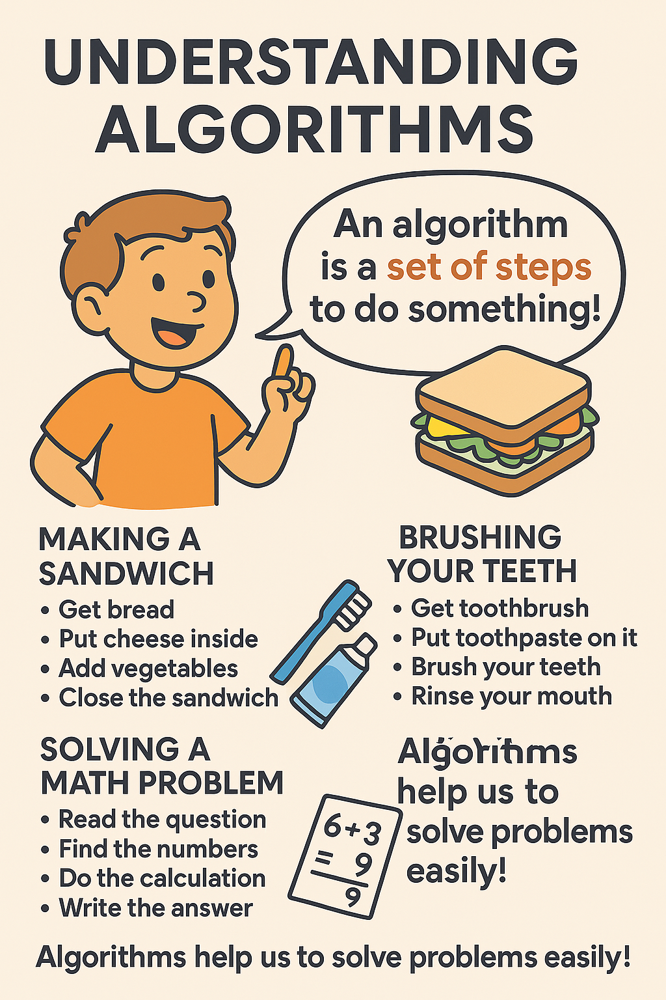 UNDERSTANDING
ALGORITHMS
An algorithm
is a set of steps
to do something!
MAKING A
SANDWICH
• Get bread
• Put cheese inside
• Add vegetables
• Close the sandwich
BRUSHING
YOUR TEETH
• Get toothbrush
• Put toothpaste on it
• Brush your teeth
• Rinse your mouth
SOLVING A
MATH PROBLEM
• Read the question
• Find the numbers
• Do the calculation
• Write the answer
6+3
= 9
9
Algorithms
help us to
solve problems
easily!
Algorithms help us to solve problems easily!